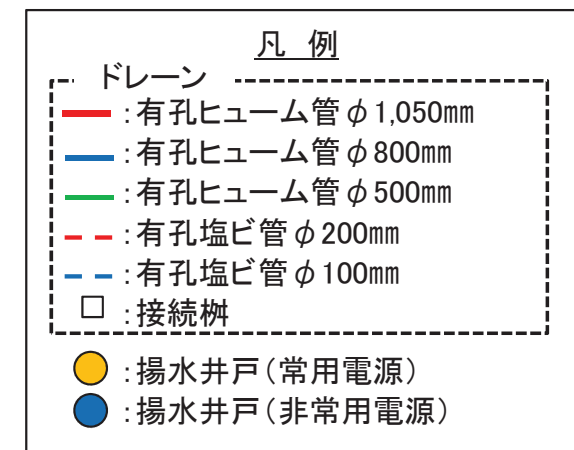 凡 例
ドレーン
:有孔ヒューム管φ1,050㎜
:有孔ヒューム管φ800㎜
:有孔ヒューム管φ500㎜
:有孔塩ビ管φ200㎜
:有孔塩ビ管φ100㎜
:接続桝
:揚水井戸(常用電源)
:揚水井戸(非常用電源)